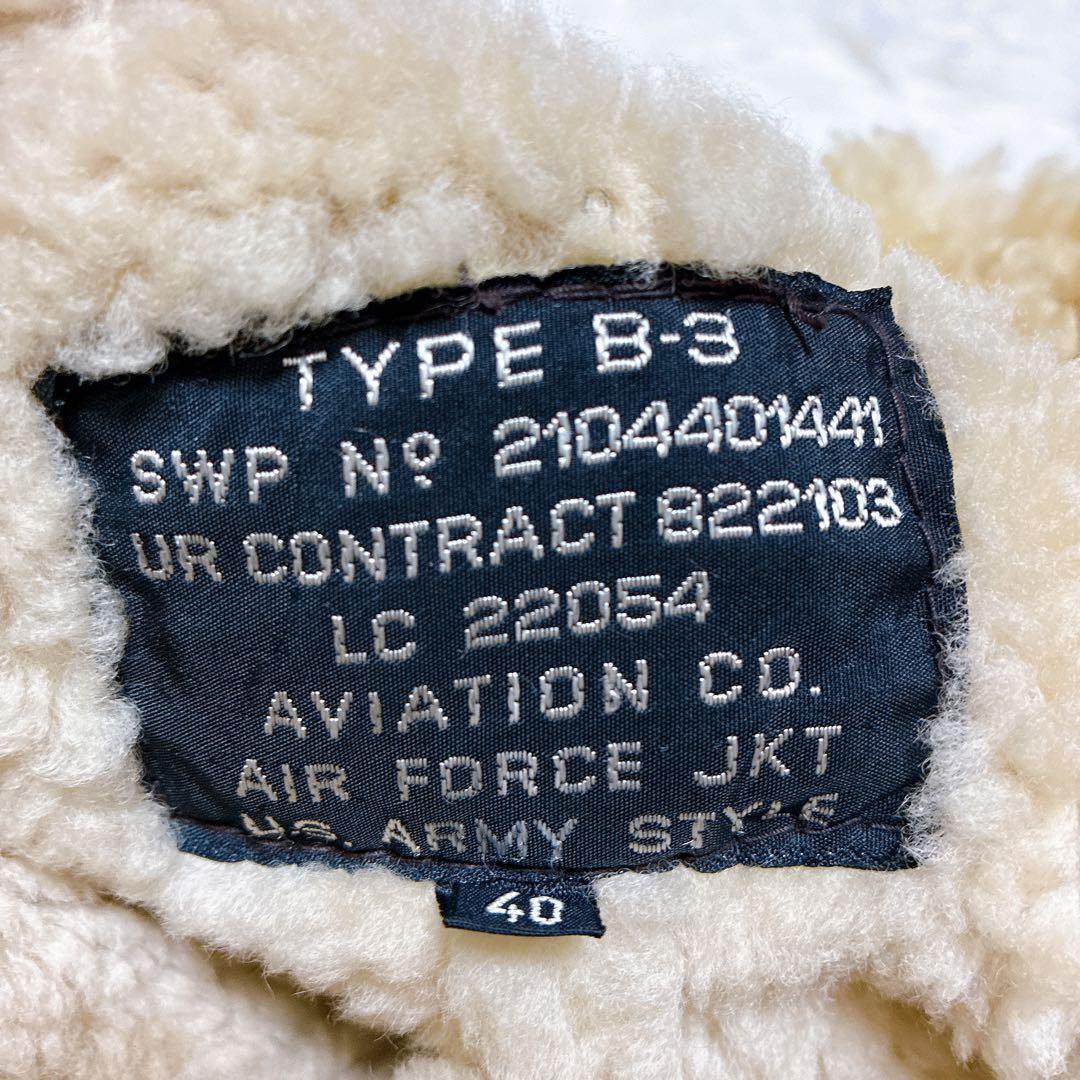 TYPE B-3
SWP Nº 2104401441
UR CONTRACT 822103
LC 22054
AVIATION CO.
AIR FORCE JKT
U.S. ARMY STYLE
40